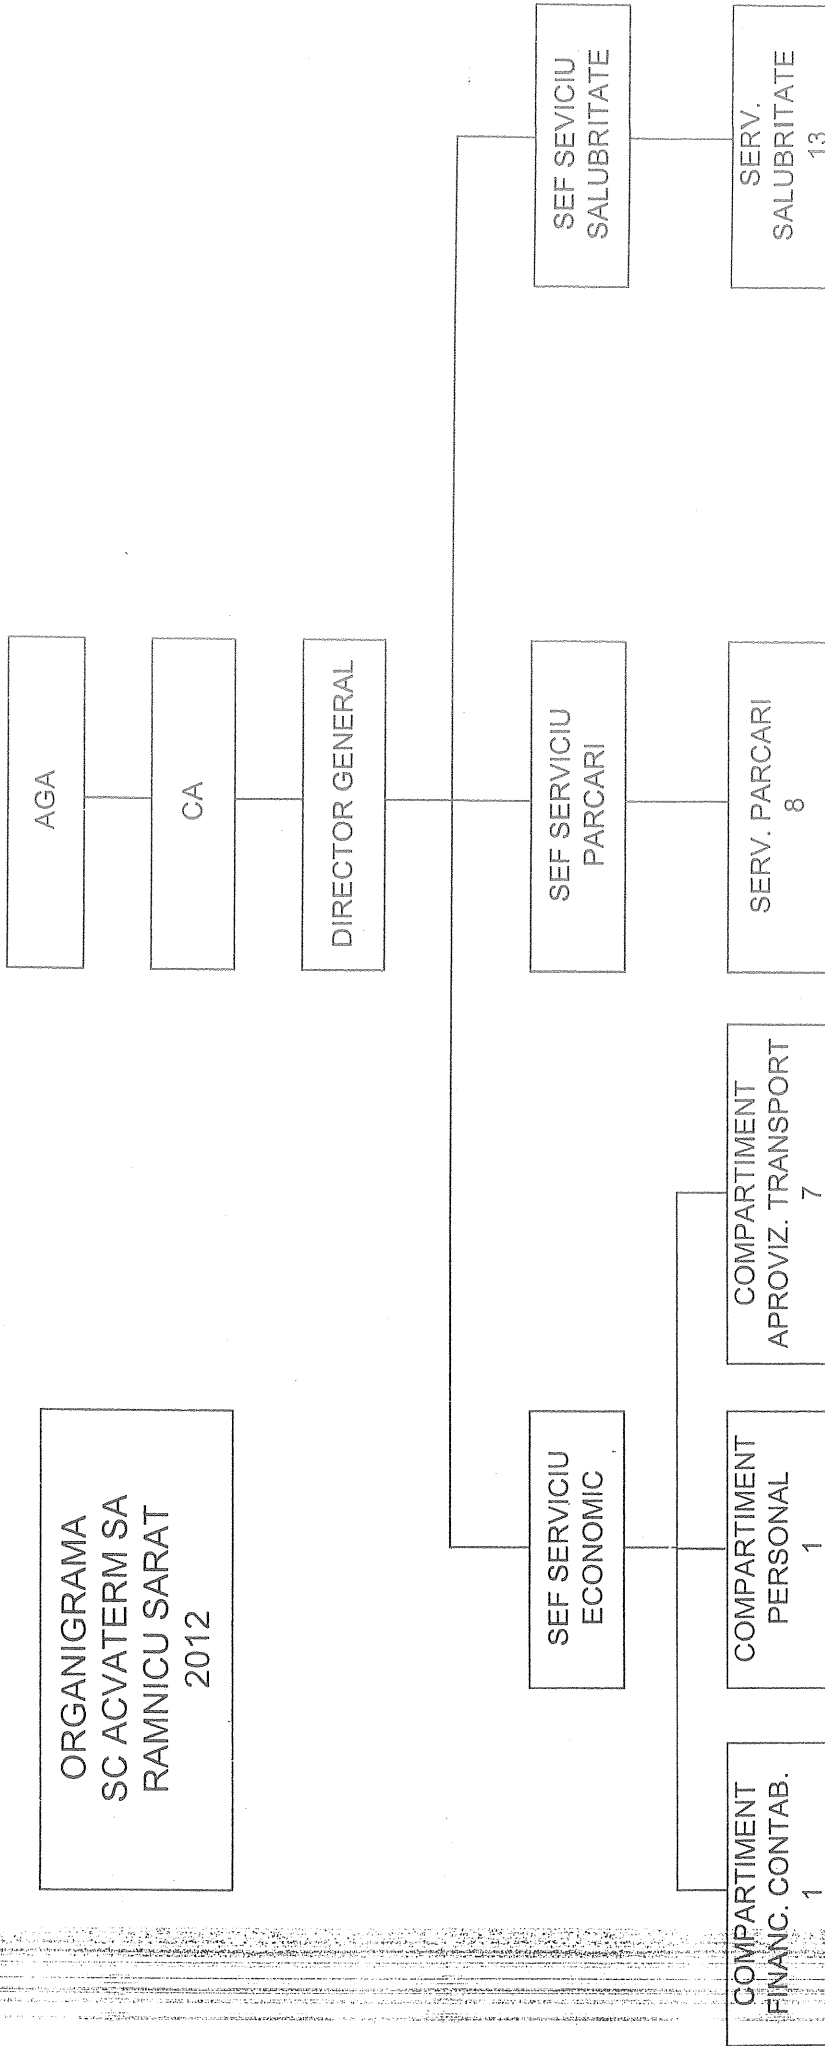 ORGANIGRAMA
SC ACVATERM SA
RAMNICU SARAT
2012
AGA
CA
DIRECTOR GENERAL
SEF SERVICIU
ECONOMIC
SEF SERVICIU
PARCARI
SEF SEVICIU
SALUBRITATE
COMPARTIMENT
FINANC. CONTAB.
1
COMPARTIMENT
PERSONAL
1
COMPARTIMENT
APROVIZ. TRANSPORT
7
SERV. PARCARI
8
SERV.
SALUBRITATE
13